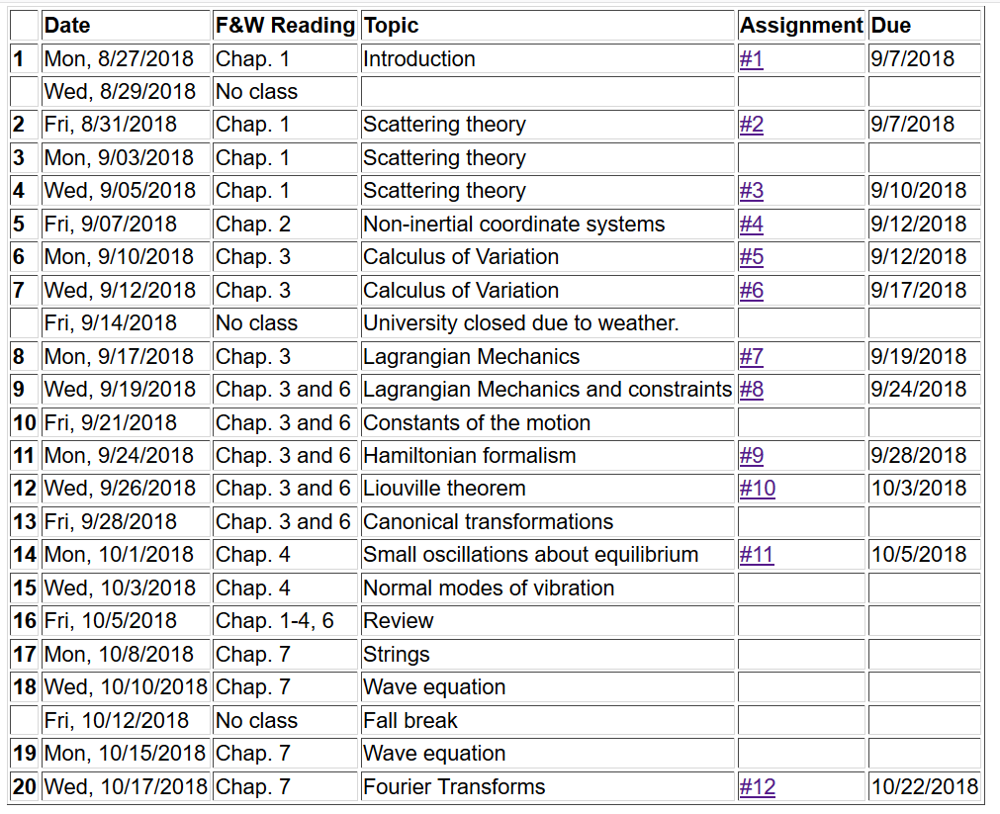 Date F&W Reading Topic Assignment Due
1 Mon, 8/27/2018 Chap. 1 Introduction #1 9/7/2018
Wed, 8/29/2018 No class
2 Fri, 8/31/2018 Chap. 1 Scattering theory #2 9/7/2018
3 Mon, 9/03/2018 Chap. 1 Scattering theory
4 Wed, 9/05/2018 Chap. 1 Scattering theory #3 9/10/2018
5 Fri, 9/07/2018 Chap. 2 Non-inertial coordinate systems #4 9/12/2018
6 Mon, 9/10/2018 Chap. 3 Calculus of Variation #5 9/12/2018
7 Wed, 9/12/2018 Chap. 3 Calculus of Variation #6 9/17/2018
Fri, 9/14/2018 No class University closed due to weather.
8 Mon, 9/17/2018 Chap. 3 Lagrangian Mechanics #7 9/19/2018
9 Wed, 9/19/2018 Chap. 3 and 6 Lagrangian Mechanics and constraints #8 9/24/2018
10 Fri, 9/21/2018 Chap. 3 and 6 Constants of the motion
11 Mon, 9/24/2018 Chap. 3 and 6 Hamiltonian formalism #9 9/28/2018
12 Wed, 9/26/2018 Chap. 3 and 6 Liouville theorem #10 10/3/2018
13 Fri, 9/28/2018 Chap. 3 and 6 Canonical transformations
14 Mon, 10/1/2018 Chap. 4 Small oscillations about equilibrium #11 10/5/2018
15 Wed, 10/3/2018 Chap. 4 Normal modes of vibration
16 Fri, 10/5/2018 Chap. 1-4, 6 Review
17 Mon, 10/8/2018 Chap. 7 Strings
18 Wed, 10/10/2018 Chap. 7 Wave equation
Fri, 10/12/2018 No class Fall break
19 Mon, 10/15/2018 Chap. 7 Wave equation
20 Wed, 10/17/2018 Chap. 7 Fourier Transforms #12 10/22/2018